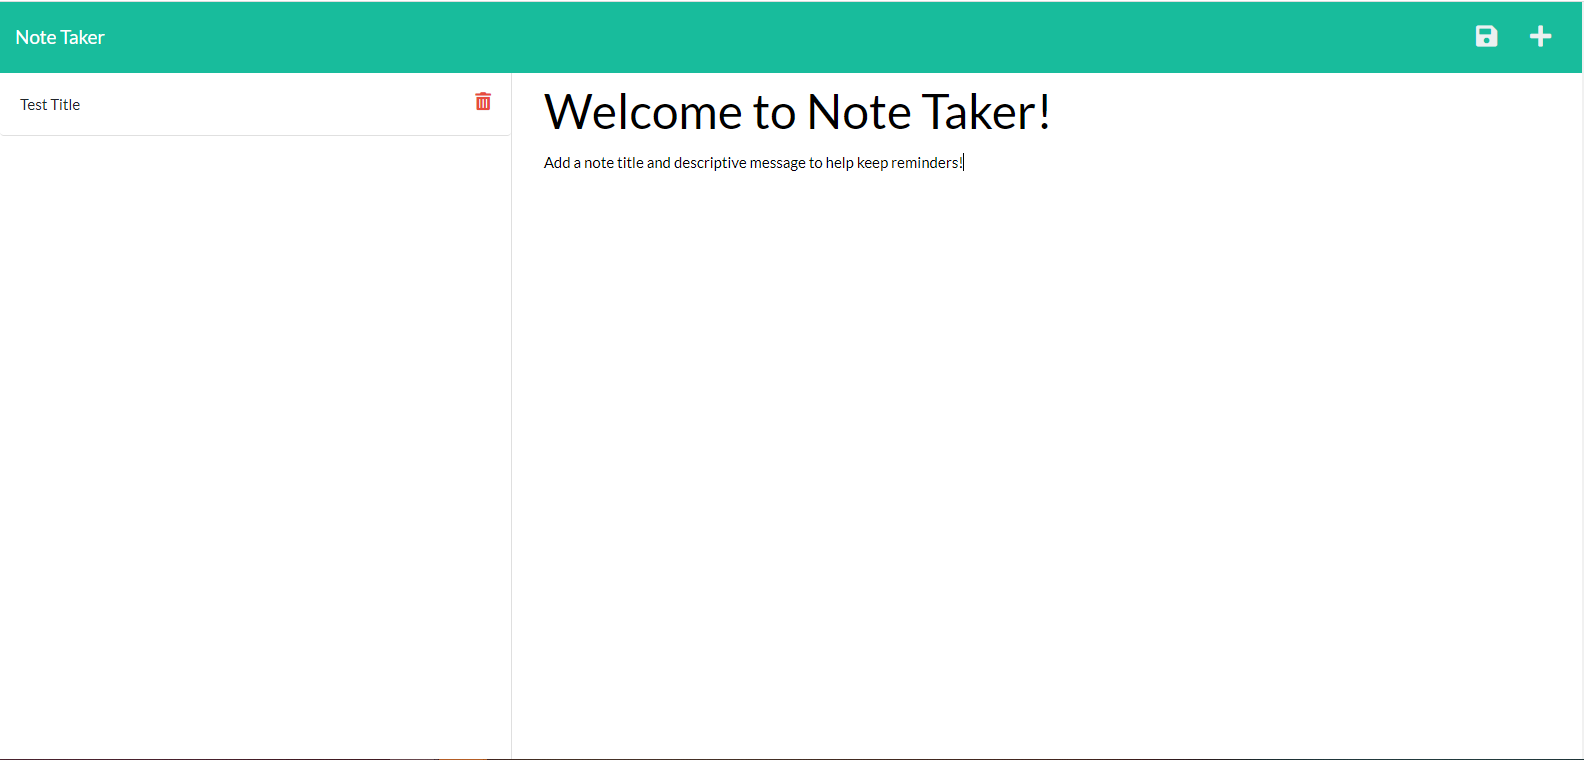 Note Taker
Test Title
Welcome to Note Taker!
Add a note title and descriptive message to help keep reminders!